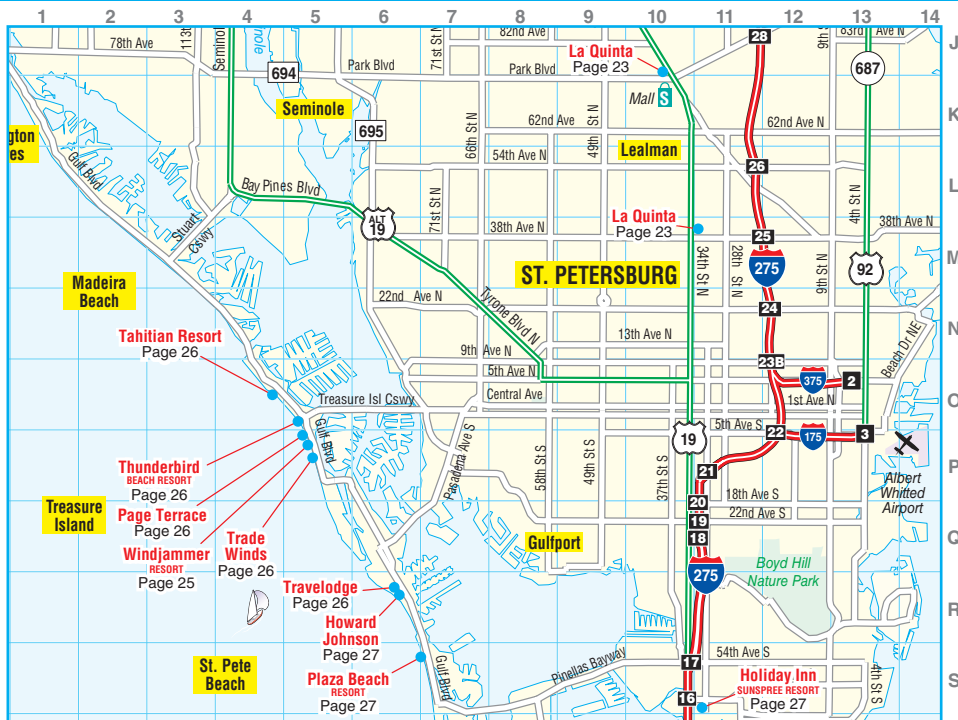 1 2 3 4 5 6 7 8 9 10 11 12 13 14
J
K
L
M
N
O
P
Q
R
S
78th Ave
113t
Seminol
694
Park Blvd
Seminole
695
71st St N
82nd Ave
Park Blvd
La Quinta
Page 23
28
9th S
63rd Ave N
687
Mall S
62nd Ave
62nd Ave N
66th St N
49th St N
54th Ave N
Lealman
26
ngton
es
Gulf Blvd
Bay Pines Blvd
Stuart
Cswy
ALT
19
71st St N
38th Ave N
La Quinta
Page 23
25
4th St N
38th Ave N
34th St N
28th St N
275
9th St N
92
ST. PETERSBURG
Madeira
Beach
22nd Ave N
Tyrone Blvd N
24
Tahitian Resort
Page 26
13th Ave N
9th Ave N
5th Ave N
23B
375
2
Beach Dr NE
Central Ave
1st Ave N
Treasure Isl Cswy
Gulf Blvd
5th Ave S
22
175
3
19
Thunderbird
BEACH RESORT
Page 26
Pasadena Ave S
58th St S
49th St S
37th St S
21
Albert
Whitted
Airport
Treasure
Island
Page Terrace
Page 26
18th Ave S
20
22nd Ave S
19
18
Windjammer
RESORT
Page 25
Trade
Winds
Page 26
Gulfport
275
Boyd Hill
Nature Park
Travelodge
Page 26
Howard
Johnson
Page 27
St. Pete
Beach
Plaza Beach
RESORT
Page 27
Gulf Blvd
Pinellas Bayway
17
54th Ave S
16
Holiday Inn
SUNSPREE RESORT
Page 27
4th St S